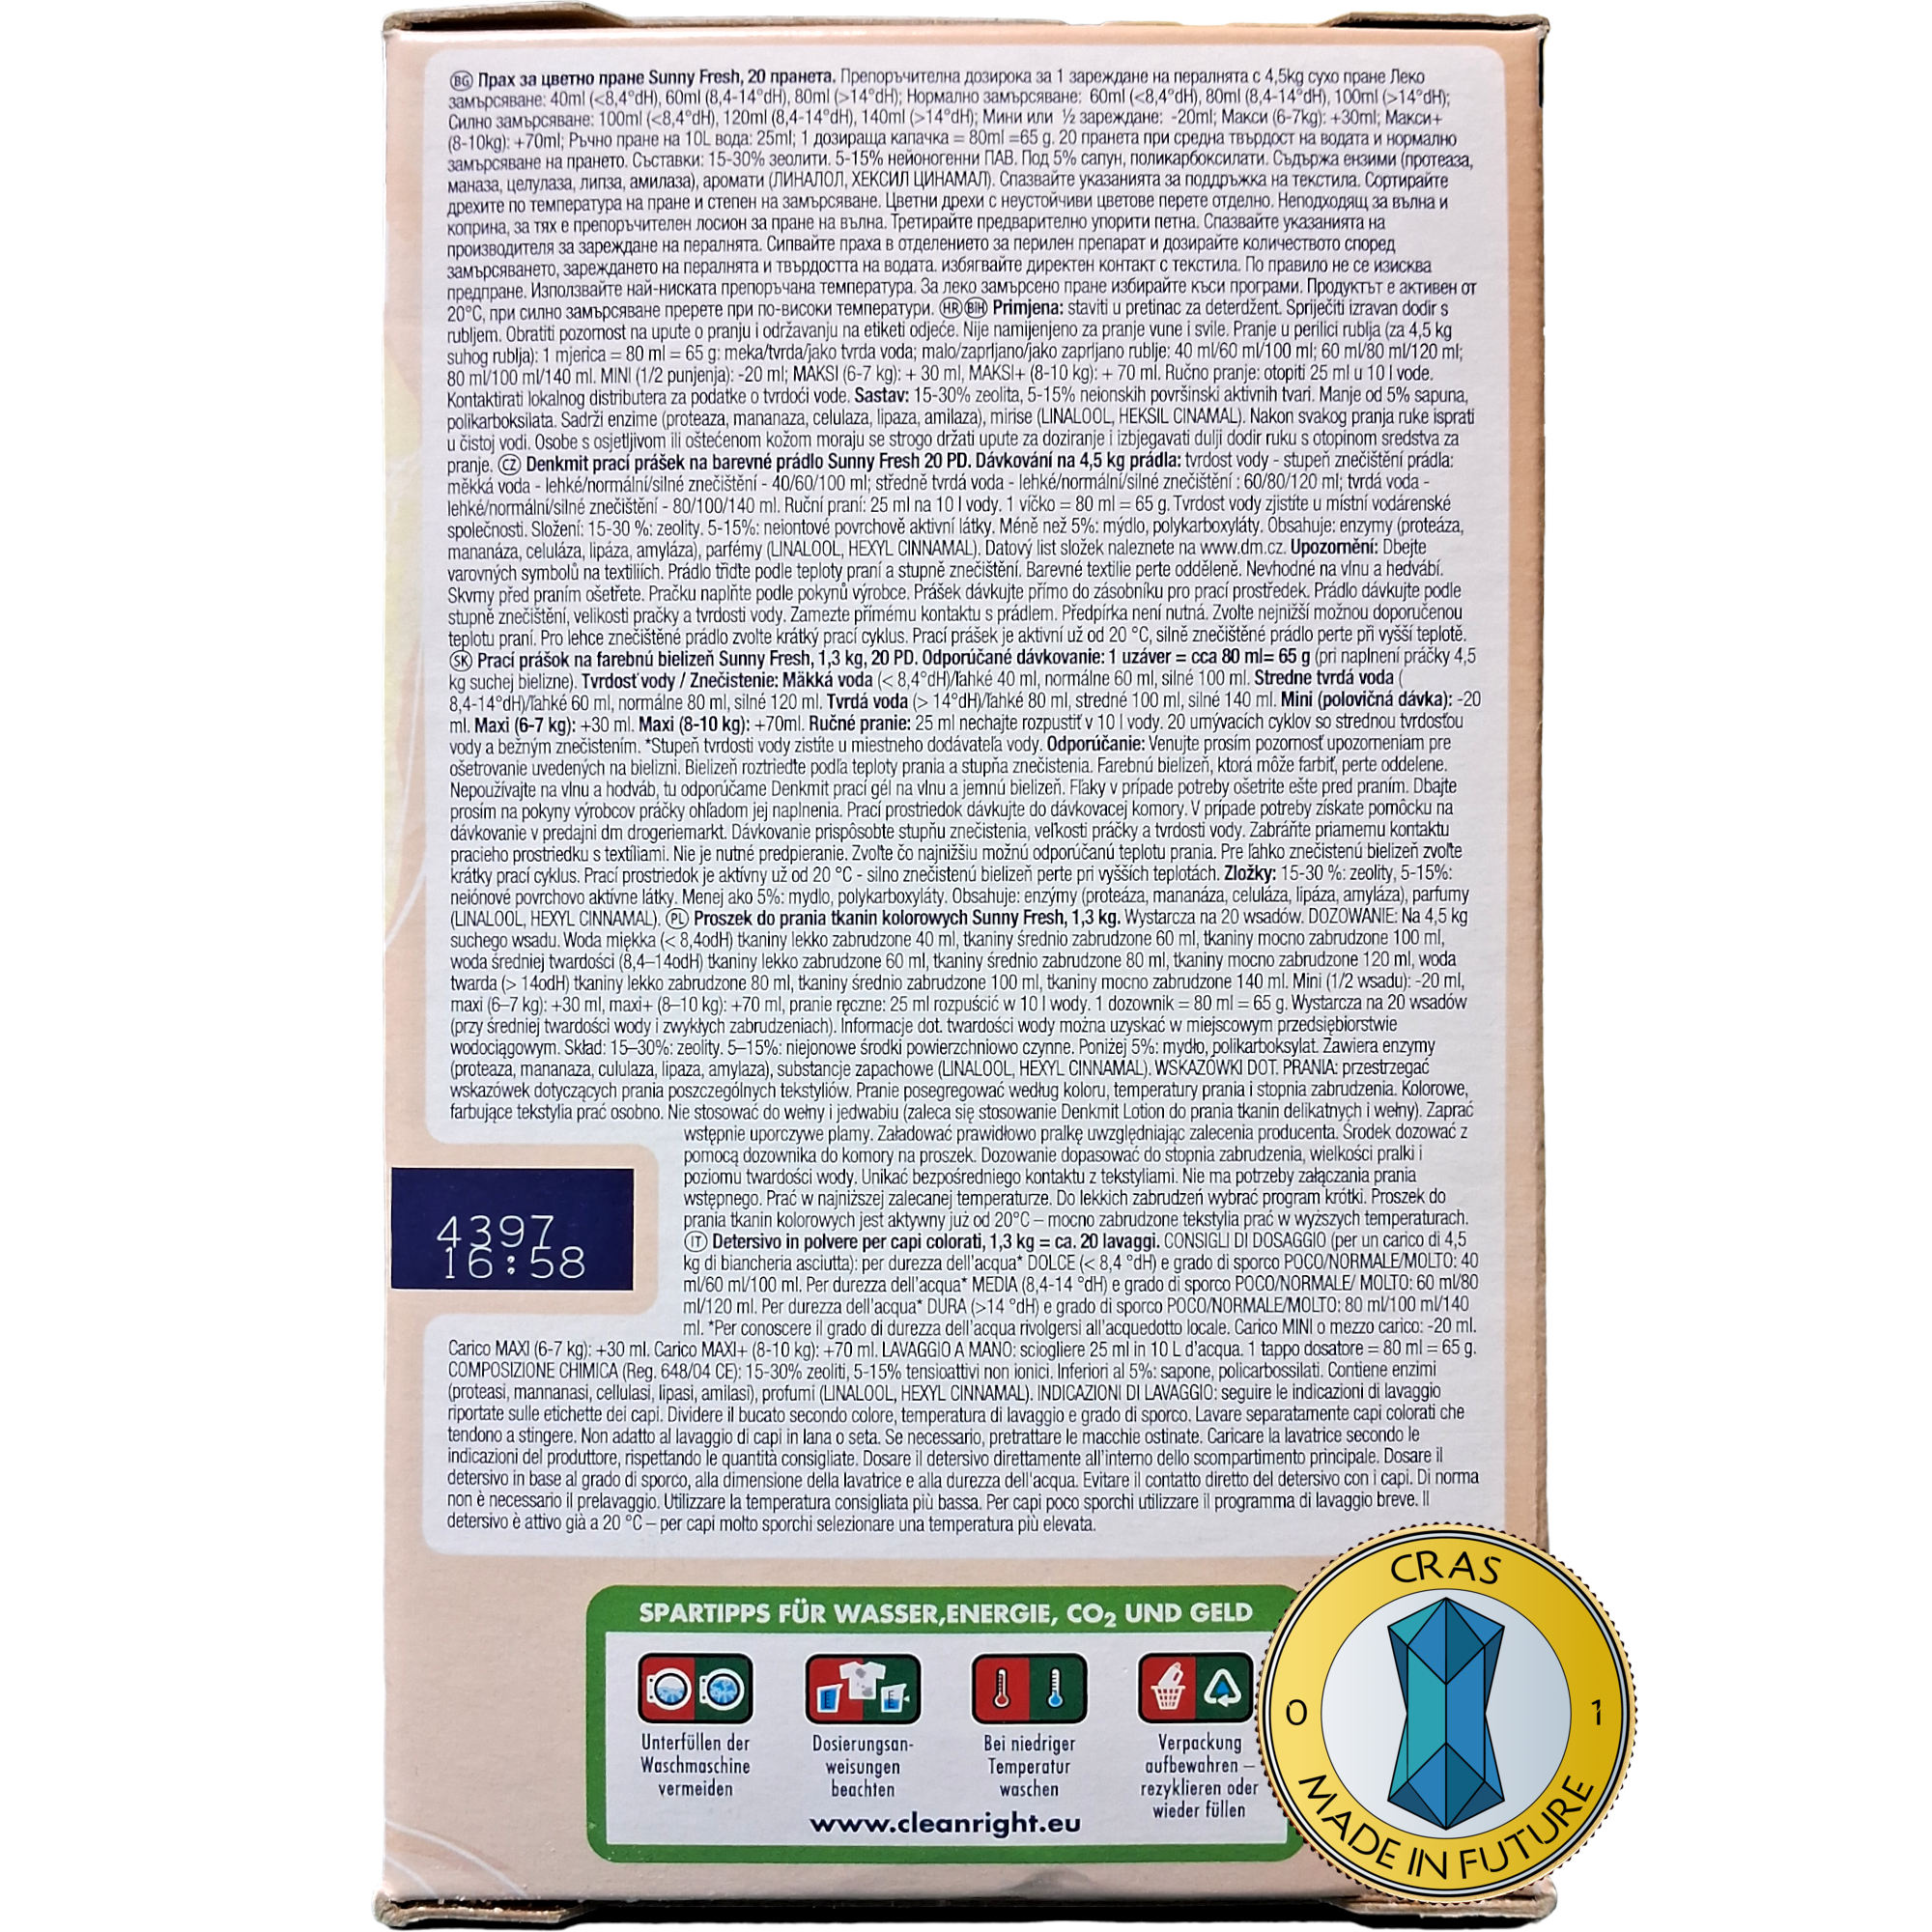 BG Прах за цветно пране Sunny Fresh, 20 пранета. Препоръчителна дозирока за 1 зареждане на пералнята с 4,5kg сухо пране Леко
замърсяване: 40ml (<8,4°dH), 60ml (8,4-14°dH), 80ml (>14°dH); Нормално замърсяване: 60ml (<8,4°dH), 80ml (8,4-14°dH), 100ml (>14°dH);
Силно замърсяване: 100ml (<8,4°dH), 120ml (8,4-14°dH), 140ml (>14°dH); Мини или ½ зареждане: -20ml; Макси (6-7kg): +30ml; Макси+
(8-10kg): +70ml; Ръчно пране на 10L вода: 25ml; 1 дозираща капачка = 80ml =65 g. 20 пранета при средна твърдост на водата и нормално
замърсяване на прането. Съставки: 15-30% зеолити. 5-15% нейоногенни ПАВ. Под 5% сапун, поликарбоксилати. Съдържа ензими (протеаза,
маназа, целулаза, липза, амилаза), аромати (ЛИНАЛОЛ, ХЕКСИЛ ЦИНАМАЛ). Спазвайте указанията за поддръжка на текстила. Сортирайте
дрехите по температура на пране и степен на замърсяване. Цветни дрехи с неустойчиви цветове перете отделно. Неподходящ за вълна и
коприна, за тях е препоръчителен лосион за пране на вълна. Третирайте предварително упорити петна. Спазвайте указанията на
производителя за зареждане на пералнята. Сипвайте праха в отделението за перилен препарат и дозирайте количеството според
замърсяването, зареждането на пералнята и твърдостта на водата. избягвайте директен контакт с текстила. По правило не се изисква
предпране. Използвайте най-ниската препоръчана температура. За леко замърсено пране избирайте къси програми. Продуктът е активен от
20°C, при силно замърсяване перете при по-високи температури. HR BIH Primjena: staviti u pretinac za deterdžent. Spriječiti izravan dodir s
rubljem. Obratiti pozornost na upute o pranju i održavanju na etiketi odjeće. Nije namijenjeno za pranje vune i svile. Pranje u perilici rublja (za 4,5 kg
suhog rublja): 1 mjerica = 80 ml = 65 g: meka/tvrda/jako tvrda voda; malo/zaprljano/jako zaprljano rublje: 40 ml/60 ml/100 ml; 60 ml/80 ml/120 ml;
80 ml/100 ml/140 ml. MINI (1/2 punjenja): -20 ml; MAKSI (6-7 kg): + 30 ml, MAKSI+ (8-10 kg): + 70 ml. Ručno pranje: otopiti 25 ml u 10 l vode.
Kontaktirati lokalnog distributera za podatke o tvrdoći vode. Sastav: 15-30% zeolita, 5-15% neionskih površinski aktivnih tvari. Manje od 5% sapuna,
polikarboksilata. Sadrži enzime (proteaza, mananaza, celulaza, lipaza, amilaza), mirise (LINALOOL, HEKSIL CINAMAL). Nakon svakog pranja ruke isprati
u čistoj vodi. Osobe s osjetljivom ili oštećenom kožom moraju se strogo držati upute za doziranje i izbjegavati dulji dodir ruku s otopinom sredstva za
pranje. CZ Denkmit prací prášek na barevné prádlo Sunny Fresh 20 PD. Dávkování na 4,5 kg prádla: tvrdost vody - stupeň znečištění prádla:
měkká voda - lehké/normální/silné znečištění - 40/60/100 ml; středně tvrdá voda - lehké/normální/silné znečištění : 60/80/120 ml; tvrdá voda -
lehké/normální/silné znečištění - 80/100/140 ml. Ruční praní: 25 ml na 10 l vody. 1 víčko = 80 ml = 65 g. Tvrdost vody zjistíte u místní vodárenské
společnosti. Složení: 15-30 %: zeolity. 5-15%: neiontové povrchově aktivní látky. Méně než 5%: mýdlo, polykarboxyláty. Obsahuje: enzymy (proteáza,
mananáza, celuláza, lipáza, amyláza), parfémy (LINALOOL, HEXYL CINNAMAL). Datový list složek naleznete na www.dm.cz. Upozornění: Dbejte
varovných symbolů na textiliích. Prádlo třiďte podle teploty praní a stupně znečištění. Barevné textilie perte odděleně. Nevhodné na vlnu a hedvábí.
Skvrny před praním ošetřete. Pračku naplňte podle pokynů výrobce. Prášek dávkujte přímo do zásobníku pro prací prostředek. Prádlo dávkujte podle
stupně znečištění, velikosti pračky a tvrdosti vody. Zamezte přímému kontaktu s prádlem. Předpírka není nutná. Zvolte nejnižší možnou doporučenou
teplotu praní. Pro lehce znečištěné prádlo zvolte krátký prací cyklus. Prací prášek je aktivní už od 20 °C, silně znečištěné prádlo perte při vyšší teplotě.
SK Prací prášok na farebnú bielizeň Sunny Fresh, 1,3 kg, 20 PD. Odporúčané dávkovanie: 1 uzáver = cca 80 ml= 65 g (pri naplnení práčky 4,5
kg suchej bielizne). Tvrdosť vody / Znečistenie: Mäkká voda (< 8,4°dH)/ľahké 40 ml, normálne 60 ml, silné 100 ml. Stredne tvrdá voda (
8,4-14°dH)/ľahké 60 ml, normálne 80 ml, silné 120 ml. Tvrdá voda (> 14°dH)/ľahké 80 ml, stredné 100 ml, silné 140 ml. Mini (polovičná dávka): -20
ml. Maxi (6-7 kg): +30 ml. Maxi (8-10 kg): +70ml. Ručné pranie: 25 ml nechajte rozpustiť v 10 l vody. 20 umývacích cyklov so strednou tvrdosťou
vody a bežným znečistením. *Stupeň tvrdosti vody zistíte u miestneho dodávateľa vody. Odporúčanie: Venujte prosím pozornosť upozorneniam pre
ošetrovanie uvedených na bielizni. Bielizeň roztrieďte podľa teploty prania a stupňa znečistenia. Farebnú bielizeň, ktorá môže farbiť, perte oddelene.
Nepoužívajte na vlnu a hodváb, tu odporúčame Denkmit prací gél na vlnu a jemnú bielizeň. Fľaky v prípade potreby ošetrite ešte pred praním. Dbajte
prosím na pokyny výrobcov práčky ohľadom jej naplnenia. Prací prostriedok dávkujte do dávkovacej komory. V prípade potreby získate pomôcku na
dávkovanie v predajni dm drogeriemarkt. Dávkovanie prispôsobte stupňu znečistenia, veľkosti práčky a tvrdosti vody. Zabráňte priamemu kontaktu
pracieho prostriedku s textíliami. Nie je nutné predpieranie. Zvoľte čo najnižšiu možnú odporúčanú teplotu prania. Pre ľahko znečistenú bielizeň zvoľte
krátky prací cyklus. Prací prostriedok je aktívny už od 20 °C - silno znečistenú bielizeň perte pri vyšších teplotách. Zložky: 15-30 %: zeolity, 5-15%:
neiónové povrchovo aktívne látky. Menej ako 5%: mydlo, polykarboxyláty. Obsahuje: enzýmy (proteáza, mananáza, celuláza, lipáza, amyláza), parfumy
(LINALOOL, HEXYL CINNAMAL). PL Proszek do prania tkanin kolorowych Sunny Fresh, 1,3 kg. Wystarcza na 20 wsadów. DOZOWANIE: Na 4,5 kg
suchego wsadu. Woda miękka (< 8,4odH) tkaniny lekko zabrudzone 40 ml, tkaniny średnio zabrudzone 60 ml, tkaniny mocno zabrudzone 100 ml,
woda średniej twardości (8,4–14odH) tkaniny lekko zabrudzone 60 ml, tkaniny średnio zabrudzone 80 ml, tkaniny mocno zabrudzone 120 ml, woda
twarda (> 14odH) tkaniny lekko zabrudzone 80 ml, tkaniny średnio zabrudzone 100 ml, tkaniny mocno zabrudzone 140 ml. Mini (1/2 wsadu): -20 ml,
maxi (6–7 kg): +30 ml, maxi+ (8–10 kg): +70 ml, pranie ręczne: 25 ml rozpuścić w 10 l wody. 1 dozownik = 80 ml = 65 g. Wystarcza na 20 wsadów
(przy średniej twardości wody i zwykłych zabrudzeniach). Informacje dot. twardości wody można uzyskać w miejscowym przedsiębiorstwie
wodociągowym. Skład: 15–30%: zeolity. 5–15%: niejonowe środki powierzchniowo czynne. Poniżej 5%: mydło, polikarboksylat. Zawiera enzymy
(proteaza, mananaza, cululaza, lipaza, amylaza), substancje zapachowe (LINALOOL, HEXYL CINNAMAL). WSKAZÓWKI DOT. PRANIA: przestrzegać
wskazówek dotyczących prania poszczególnych tekstyliów. Pranie posegregować według koloru, temperatury prania i stopnia zabrudzenia. Kolorowe,
farbujące tekstylia prać osobno. Nie stosować do wełny i jedwabiu (zaleca się stosowanie Denkmit Lotion do prania tkanin delikatnych i wełny). Zaprać
wstępnie uporczywe plamy. Załadować prawidłowo pralkę uwzględniając zalecenia producenta. Środek dozować z
pomocą dozownika do komory na proszek. Dozowanie dopasować do stopnia zabrudzenia, wielkości pralki i
poziomu twardości wody. Unikać bezpośredniego kontaktu z tekstyliami. Nie ma potrzeby załączania prania
wstępnego. Prać w najniższej zalecanej temperaturze. Do lekkich zabrudzeń wybrać program krótki. Proszek do
prania tkanin kolorowych jest aktywny już od 20°C – mocno zabrudzone tekstylia prać w wyższych temperaturach.
4397
16:58
IT Detersivo in polvere per capi colorati, 1,3 kg = ca. 20 lavaggi. CONSIGLI DI DOSAGGIO (per un carico di 4,5
kg di biancheria asciutta): per durezza dell'acqua* DOLCE (< 8,4 °dH) e grado di sporco POCO/NORMALE/MOLTO: 40
ml/60 ml/100 ml. Per durezza dell'acqua* MEDIA (8,4-14 °dH) e grado di sporco POCO/NORMALE/ MOLTO: 60 ml/80
ml/120 ml. Per durezza dell'acqua* DURA (>14 °dH) e grado di sporco POCO/NORMALE/MOLTO: 80 ml/100 ml/140
ml. *Per conoscere il grado di durezza dell'acqua rivolgersi all'acquedotto locale. Carico MINI o mezzo carico: -20 ml.
Carico MAXI (6-7 kg): +30 ml. Carico MAXI+ (8-10 kg): +70 ml. LAVAGGIO A MANO: sciogliere 25 ml in 10 L d'acqua. 1 tappo dosatore = 80 ml = 65 g.
COMPOSIZIONE CHIMICA (Reg. 648/04 CE): 15-30% zeoliti, 5-15% tensioattivi non ionici. Inferiori al 5%: sapone, policarbossilati. Contiene enzimi
(proteasi, mannanasi, cellulasi, lipasi, amilasi), profumi (LINALOOL, HEXYL CINNAMAL). INDICAZIONI DI LAVAGGIO: seguire le indicazioni di lavaggio
riportate sulle etichette dei capi. Dividere il bucato secondo colore, temperatura di lavaggio e grado di sporco. Lavare separatamente capi colorati che
tendono a stingere. Non adatto al lavaggio di capi in lana o seta. Se necessario, pretrattare le macchie ostinate. Caricare la lavatrice secondo le
indicazioni del produttore, rispettando le quantità consigliate. Dosare il detersivo direttamente all'interno dello scompartimento principale. Dosare il
detersivo in base al grado di sporco, alla dimensione della lavatrice e alla durezza dell'acqua. Evitare il contatto diretto del detersivo con i capi. Di norma
non è necessario il prelavaggio. Utilizzare la temperatura consigliata più bassa. Per capi poco sporchi utilizzare il programma di lavaggio breve. Il
detersivo è attivo già a 20 °C – per capi molto sporchi selezionare una temperatura più elevata.
SPARTIPPS FÜR WASSER,ENERGIE, CO₂ UND GELD
Unterfüllen der
Waschmaschine
vermeiden
Dosierungsan-
weisungen
beachten
Bei niedriger
Temperatur
waschen
Verpackung
aufbewahren –
rezyklieren oder
wieder füllen
www.cleanright.eu
CRAS
0 1
MADE IN FUTURE